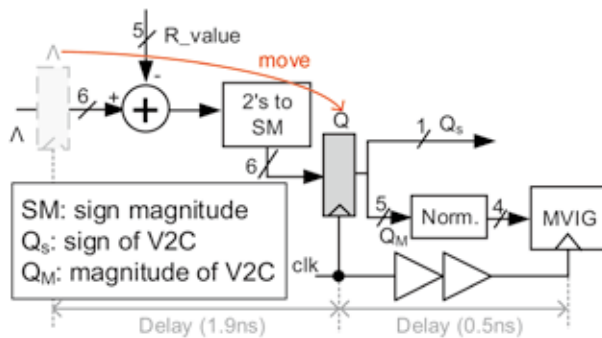 Λ
5
R_value
move
-
+
6
Λ
+
2's to
SM
Q
6
1
Qs
5
QM
Norm.
4
MVIG
SM: sign magnitude
Qs: sign of V2C
QM: magnitude of V2C
clk
Delay (1.9ns)
Delay (0.5ns)